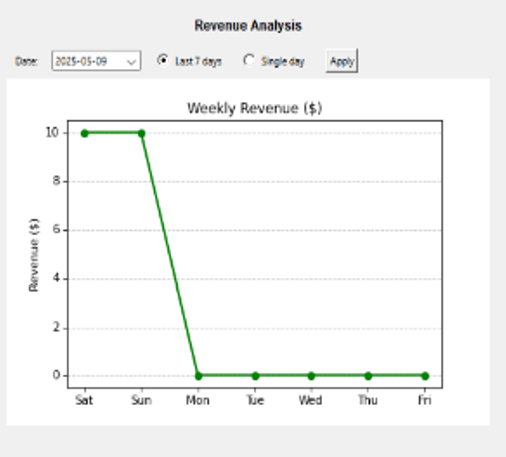 Revenue Analysis
Date: 2025-05-09 Last 7 days Single day Apply
Weekly Revenue ($)
Revenue ($)
10
8
6
4
2
0
Sat Sun Mon Tue Wed Thu Fri